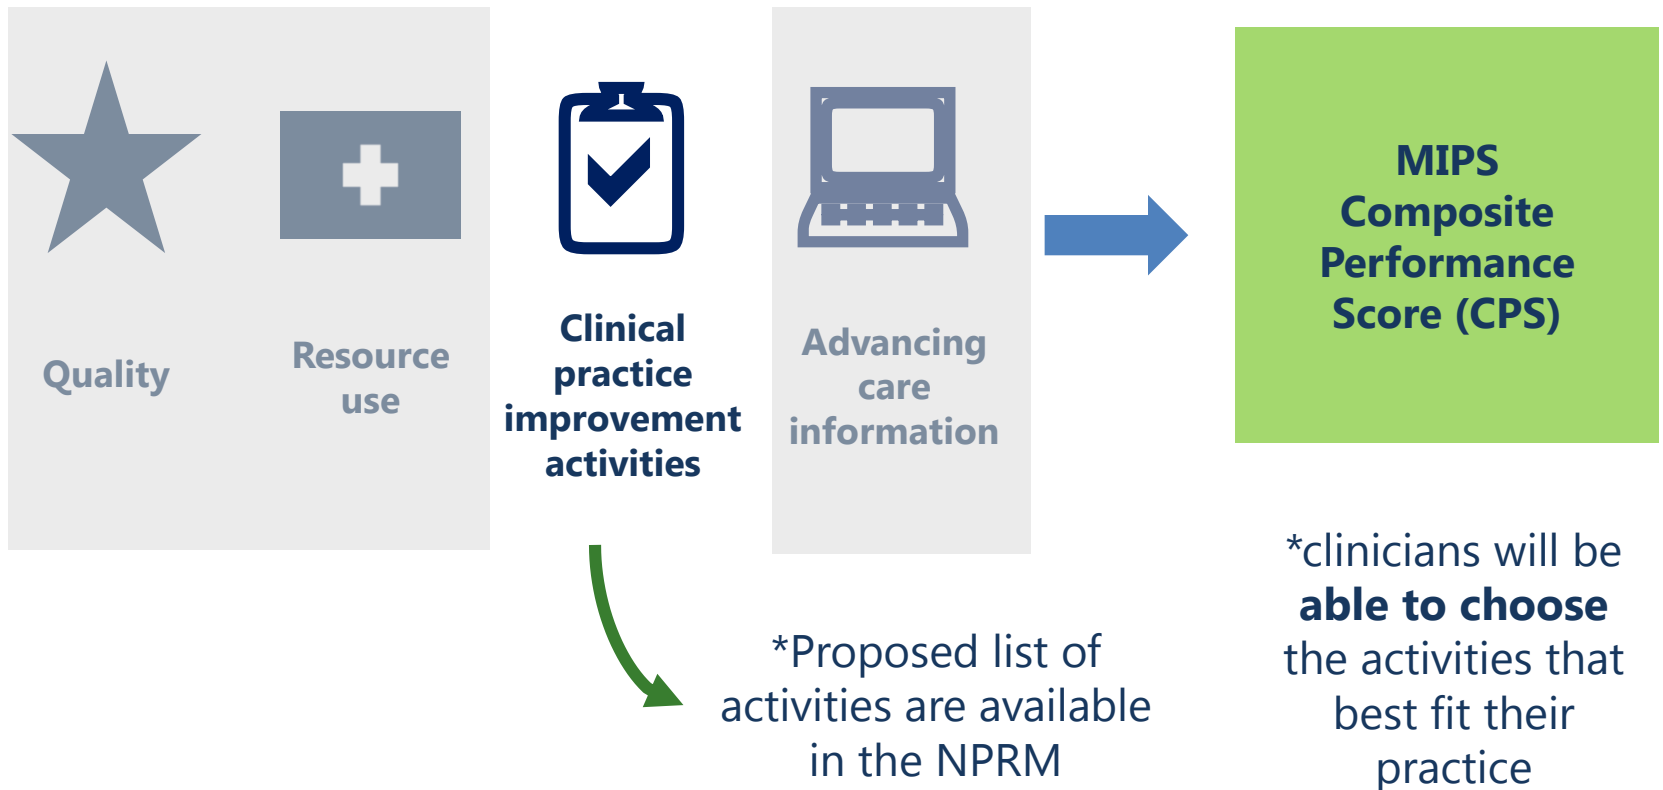 Quality
Resource
use
Clinical
practice
improvement
activities
Advancing
care
information
MIPS
Composite
Performance
Score (CPS)
*Proposed list of
activities are available
in the NPRM
*clinicians will be
able to choose
the activities that
best fit their
practice